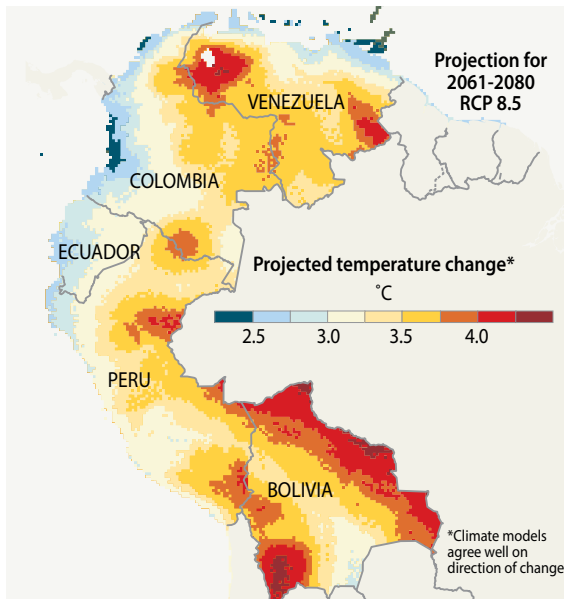 Projection for
2061-2080
RCP 8.5
VENEZUELA
COLOMBIA
ECUADOR
Projected temperature change*
˚C
2.5 3.0 3.5 4.0
PERU
BOLIVIA
*Climate models
agree well on
direction of change